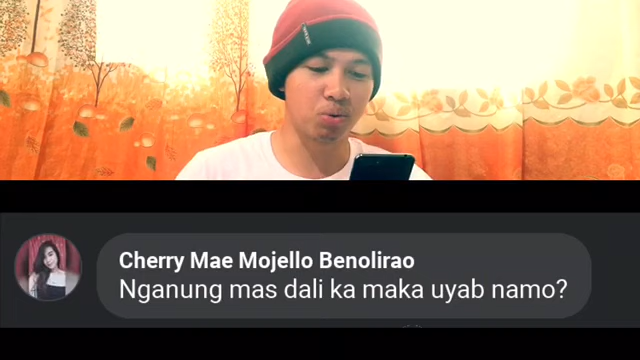 Cherry Mae Mojello Benolirao
Nganung mas dali ka maka uyab namo?